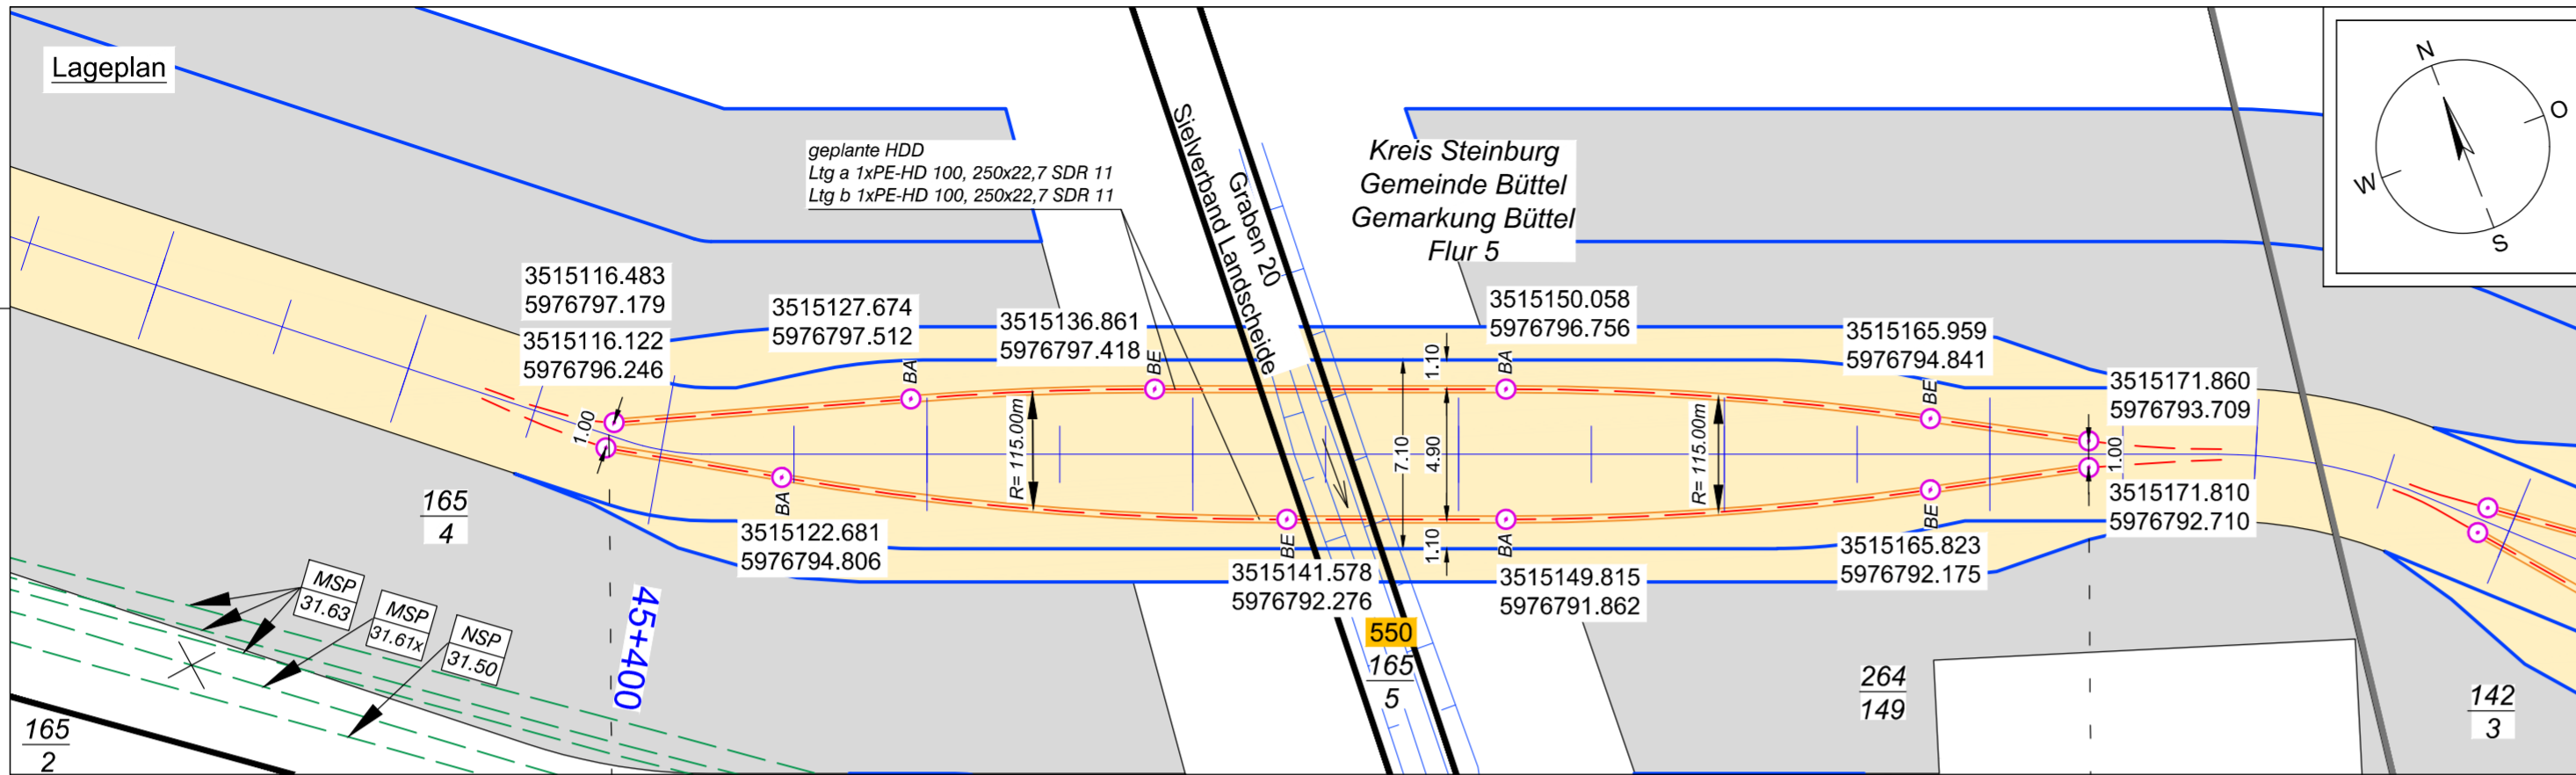 Lageplan
geplante HDD
Ltg a 1xPE-HD 100, 250x22,7 SDR 11
Ltg b 1xPE-HD 100, 250x22,7 SDR 11
Sielverband Landscheide
Graben 20
Kreis Steinburg
Gemeinde Büttel
Gemarkung Büttel
Flur 5
N
O
W
S
3515116.483
5976797.179
3515116.122
5976796.246
3515127.674
5976797.512
3515136.861
5976797.418
3515150.058
5976796.756
3515165.959
5976794.841
3515171.860
5976793.709
BA
BE
BA
BE
1.00
R= 115.00m
7.10
4.90
1.10
1.10
R= 115.00m
1.00
BA
BE
BA
BE
3515122.681
5976794.806
3515141.578
5976792.276
3515149.815
5976791.862
3515165.823
5976792.175
3515171.810
5976792.710
165
4
MSP
31.63
MSP
31.61x
NSP
31.50
45+400
550
165
5
264
149
142
3
165
2